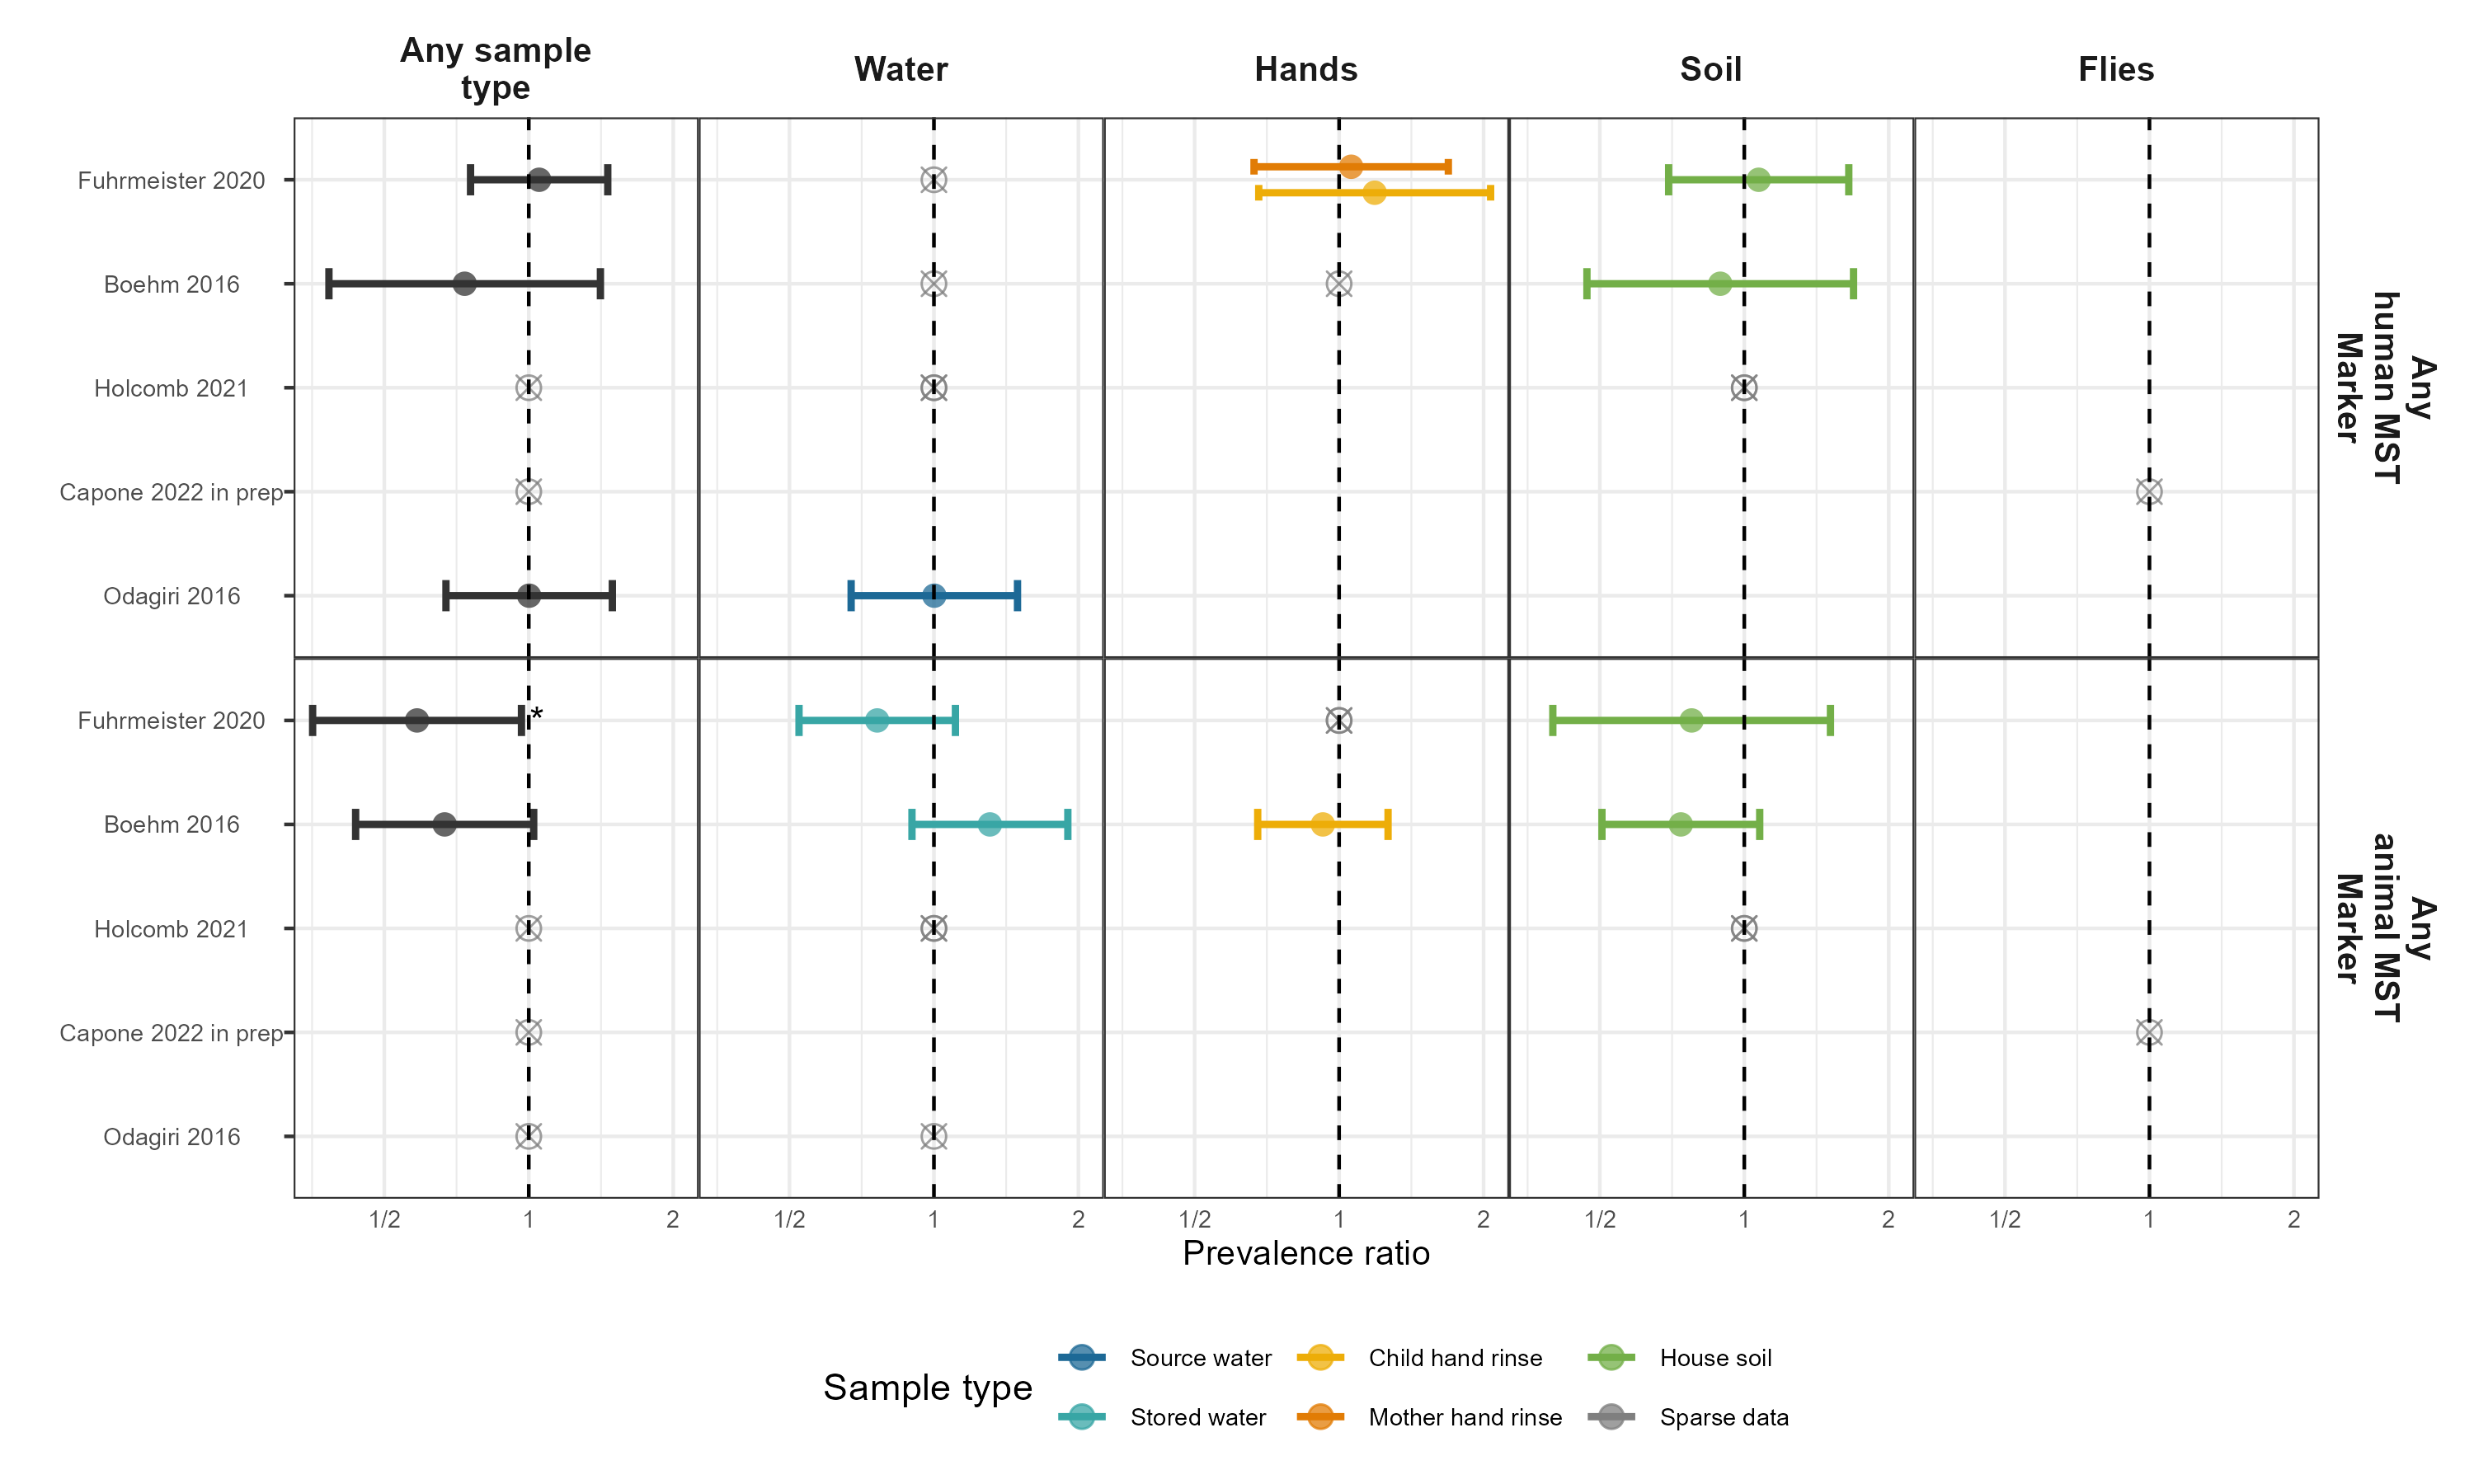 Any sample
type
Water
Hands
Soil
Flies
Fuhrmeister 2020
Boehm 2016
Holcomb 2021
Capone 2022 in prep
Odagiri 2016
Any
human MST
Marker
Fuhrmeister 2020
*
Boehm 2016
Holcomb 2021
Capone 2022 in prep
Odagiri 2016
Any
animal MST
Marker
1/2 1 2 1/2 1 2 1/2 1 2 1/2 1 2 1/2 1 2
Prevalence ratio
Sample type
Source water
Child hand rinse
House soil
Stored water
Mother hand rinse
Sparse data